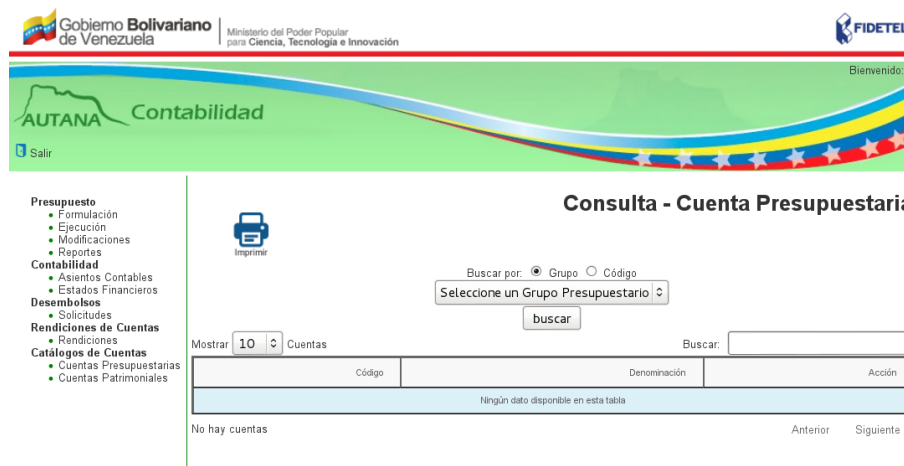 Gobierno Bolivariano
de Venezuela
Ministerio del Poder Popular
para Ciencia, Tecnología e Innovación
FIDETEL
Bienvenido:
AUTANA
Contabilidad
Salir
Presupuesto
Formulación
Ejecución
Modificaciones
Reportes
Contabilidad
Asientos Contables
Estados Financieros
Desembolsos
Solicitudes
Rendiciones de Cuentas
Rendiciones
Catálogos de Cuentas
Cuentas Presupuestarias
Cuentas Patrimoniales
Imprimir
Consulta - Cuenta Presupuestaria
Buscar por: Grupo Código
Seleccione un Grupo Presupuestario
buscar
Mostrar 10 Cuentas
Buscar:
Código Denominación Acción
Ningún dato disponible en esta tabla
No hay cuentas
Anterior Siguiente